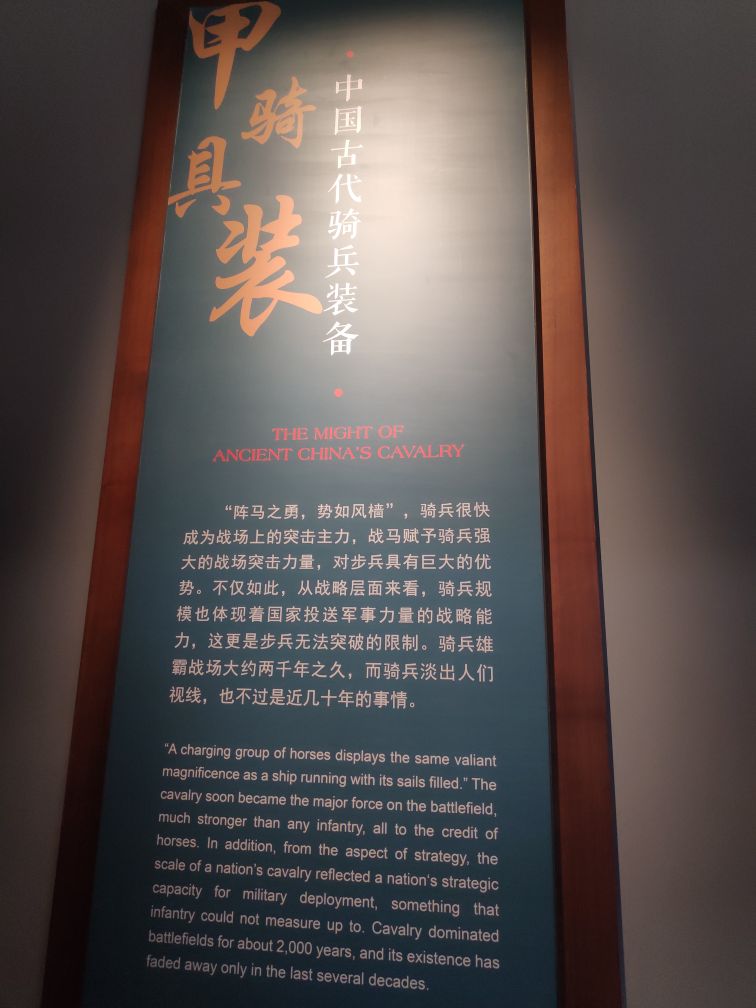 甲骑具装
中国古代骑兵装备
THE MIGHT OF
ANCIENT CHINA'S CAVALRY
“阵马之勇，势如风樯”，骑兵很快
成为战场上的突击主力，战马赋予骑兵强
大的战场突击力量，对步兵具有巨大的优
势。不仅如此，从战略层面来看，骑兵规
模也体现着国家投送军事力量的战略能
力，这更是步兵无法突破的限制。骑兵雄
霸战场大约两千年之久，而骑兵淡出人们
视线，也不过是近几十年的事情。
“A charging group of horses displays the same valiant
magnificence as a ship running with its sails filled.” The
cavalry soon became the major force on the battlefield,
much stronger than any infantry, all to the credit of
horses. In addition, from the aspect of strategy, the
scale of a nation's cavalry reflected a nation's strategic
capacity for military deployment, something that
infantry could not measure up to. Cavalry dominated
battlefields for about 2,000 years, and its existence has
faded away only in the last several decades.